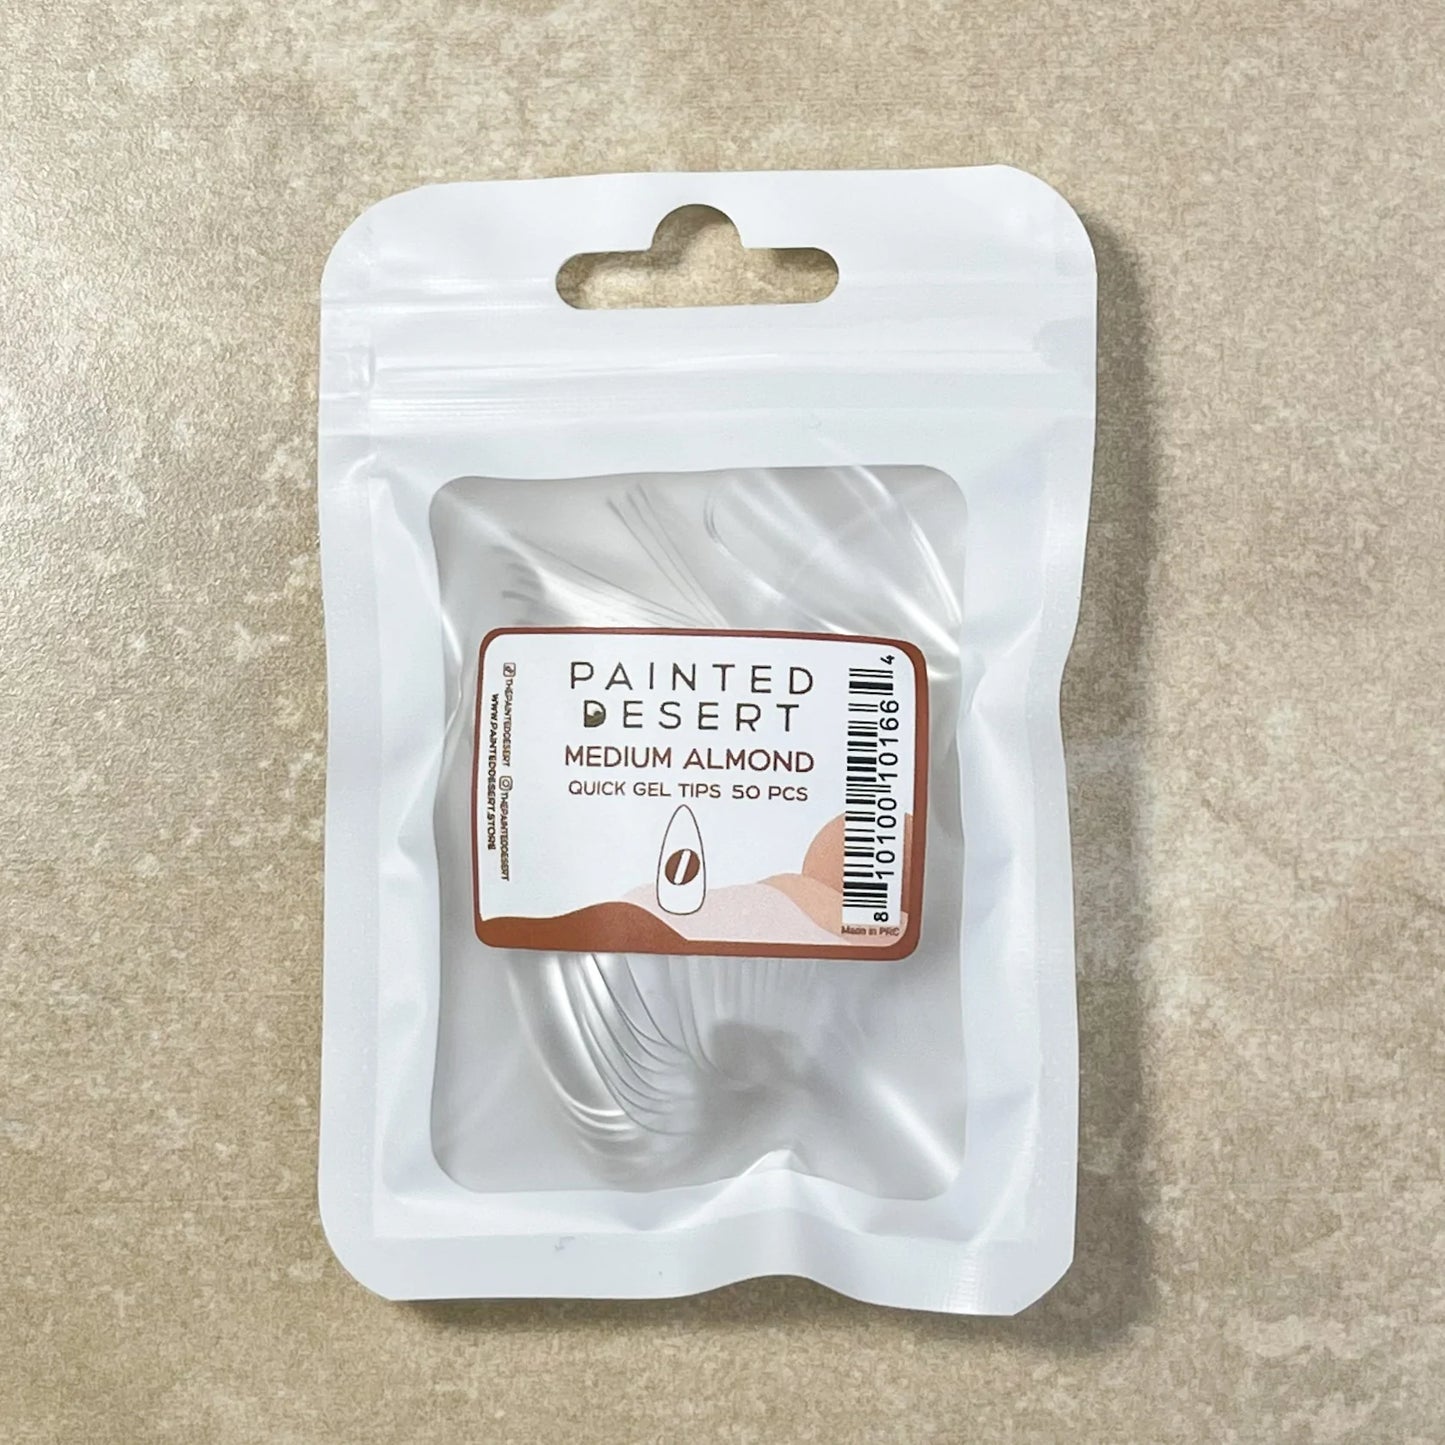 PAINTED
DESERT
MEDIUM ALMOND
QUICK GEL TIPS 50 PCS
THEPAINTEDDESERT THEPAINTEDDESERT
WWW.PAINTEDDESERT.STORE
8 10100 10166 4
Made in PRC